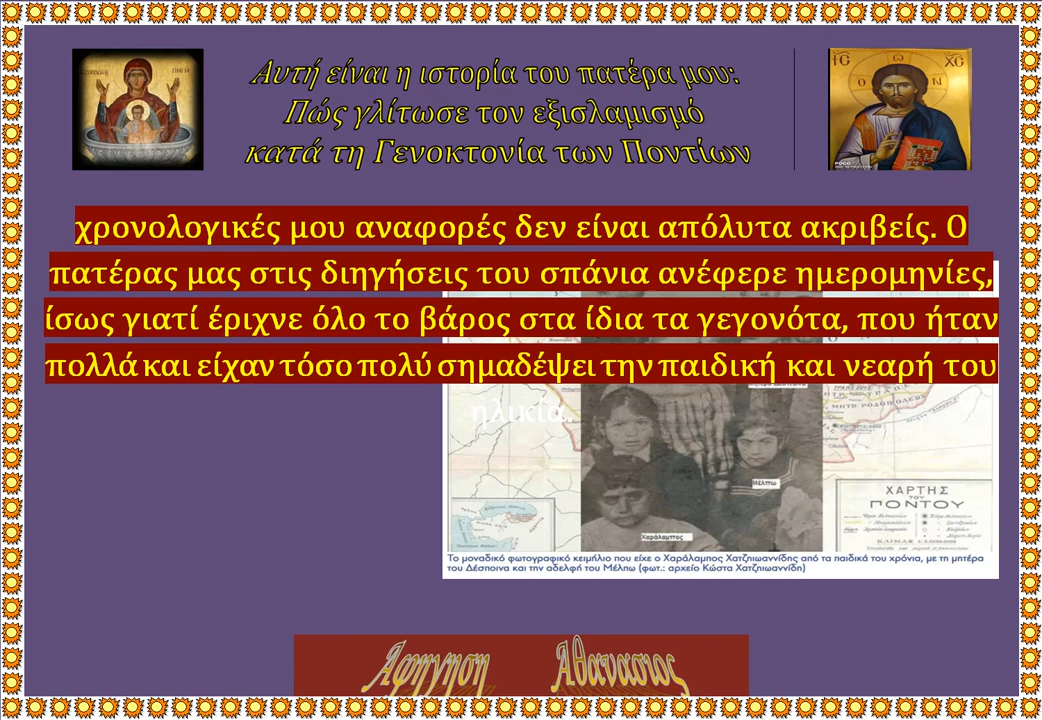 Αυτή είναι η ιστορία του πατέρα μου:
Πώς γλίτωσε τον εξισλαμισμό
κατά τη Γενοκτονία των Ποντίων
χρονολογικές μου αναφορές δεν είναι απόλυτα ακριβείς. Ο
πατέρας μας στις διηγήσεις του σπάνια ανέφερε ημερομηνίες,
ίσως γιατί έριχνε όλο το βάρος στα ίδια τα γεγονότα, που ήταν
πολλά και είχαν τόσο πολύ σημαδέψει την παιδική και νεαρή του
ηλικία.
Μέλπω
Χαράλαμπος
ΧΑΡΤΗΣ
ΤΟΥ
ΠΟΝΤΟΥ
Το μοναδικό φωτογραφικό κειμήλιο που είχε ο Χαράλαμπος Χατζηιωαννίδης από τα παιδικά του χρόνια, με τη μητέρα
του Δέσποινα και την αδελφή του Μέλπω (φωτ.: αρχείο Κώστα Χατζηιωαννίδη)
Αφηγηση Αθανασιος